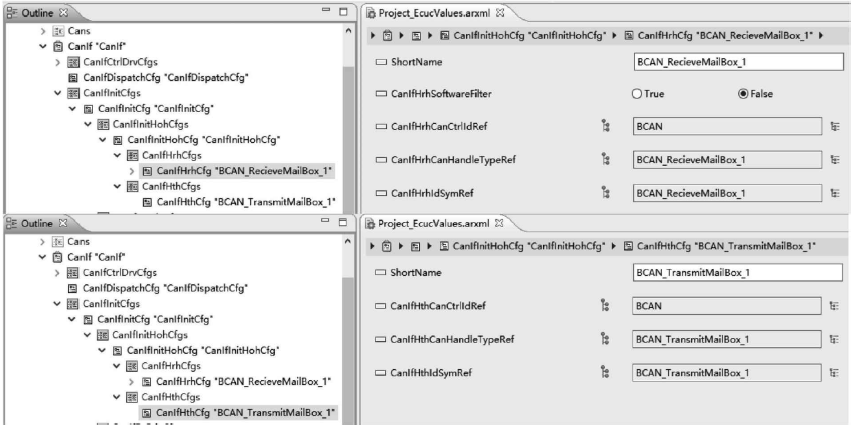 Outline
Cans
CanIf "CanIf"
CanIfCtrlDrvCfgs
CanIfDispatchCfg "CanIfDispatchCfg"
CanIfInitCfgs
CanIfInitCfg "CanIfInitCfg"
CanIfInitHohCfgs
CanIfInitHohCfg "CanIfInitHohCfg"
CanIfHrhCfgs
CanIfHrhCfg "BCAN_RecieveMailBox_1"
CanIfHthCfgs
CanIfHthCfg "BCAN_TransmitMailBox_1"
Project_EcucValues.arxml
CanIfInitHohCfg "CanIfInitHohCfg" CanIfHrhCfg "BCAN_RecieveMailBox_1"
ShortName BCAN_RecieveMailBox_1
CanIfHrhSoftwareFilter True False
CanIfHrhCanCtrlIdRef BCAN
CanIfHrhCanHandleTypeRef BCAN_RecieveMailBox_1
CanIfHrhIdSymRef BCAN_RecieveMailBox_1
Outline
Cans
CanIf "CanIf"
CanIfCtrlDrvCfgs
CanIfDispatchCfg "CanIfDispatchCfg"
CanIfInitCfgs
CanIfInitCfg "CanIfInitCfg"
CanIfInitHohCfgs
CanIfInitHohCfg "CanIfInitHohCfg"
CanIfHrhCfgs
CanIfHrhCfg "BCAN_RecieveMailBox_1"
CanIfHthCfgs
CanIfHthCfg "BCAN_TransmitMailBox_1"
Project_EcucValues.arxml
CanIfInitHohCfg "CanIfInitHohCfg" CanIfHthCfg "BCAN_TransmitMailBox_1"
ShortName BCAN_TransmitMailBox_1
CanIfHthCanCtrlIdRef BCAN
CanIfHthCanHandleTypeRef BCAN_TransmitMailBox_1
CanIfHthIdSymRef BCAN_TransmitMailBox_1